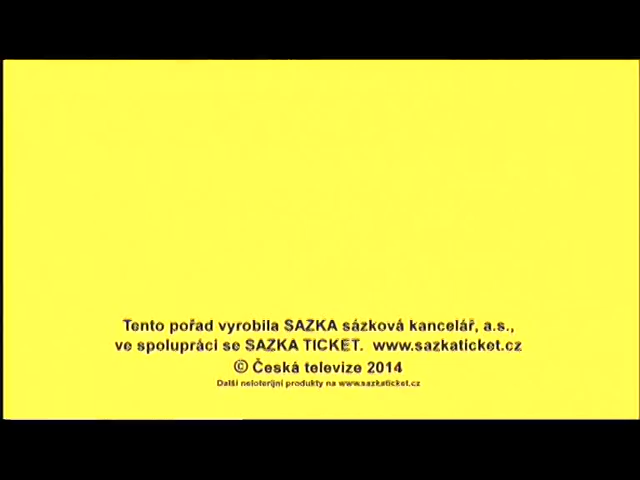 Tento pořad vyrobila SAZKA sázková kancelář, a.s.,
ve spolupráci se SAZKA TICKET. www.sazkaticket.cz
© Česká televize 2014
Další neloterijní produkty na www.sazkaticket.cz